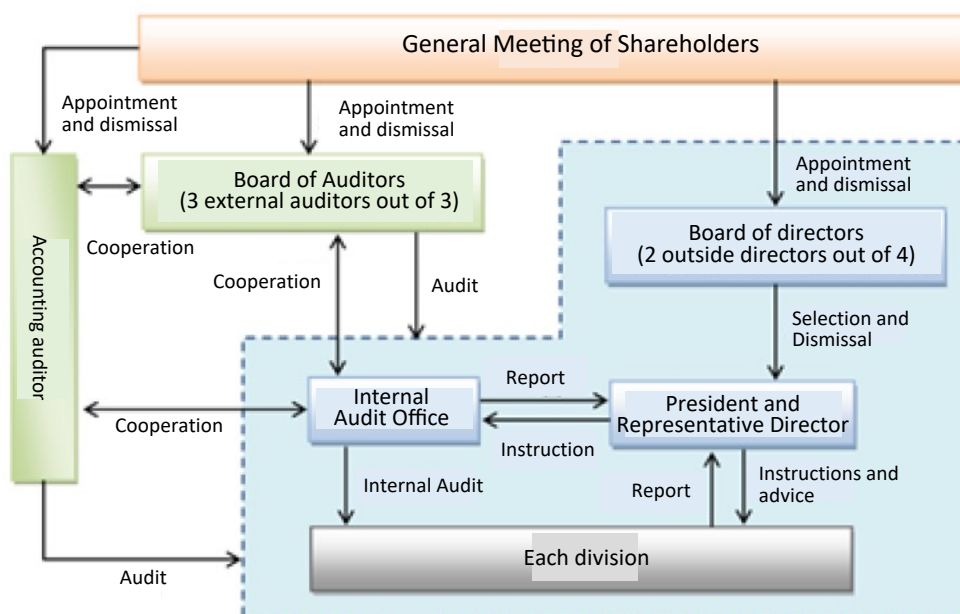 General Meeting of Shareholders
Appointment
and dismissal
Appointment
and dismissal
Appointment
and dismissal
Board of Auditors
(3 external auditors out of 3)
Board of directors
(2 outside directors out of 4)
Accounting auditor
Cooperation
Cooperation
Audit
Selection and
Dismissal
Internal
Audit Office
Report
Instruction
President and
Representative Director
Cooperation
Internal Audit
Report
Instructions and
advice
Each division
Audit